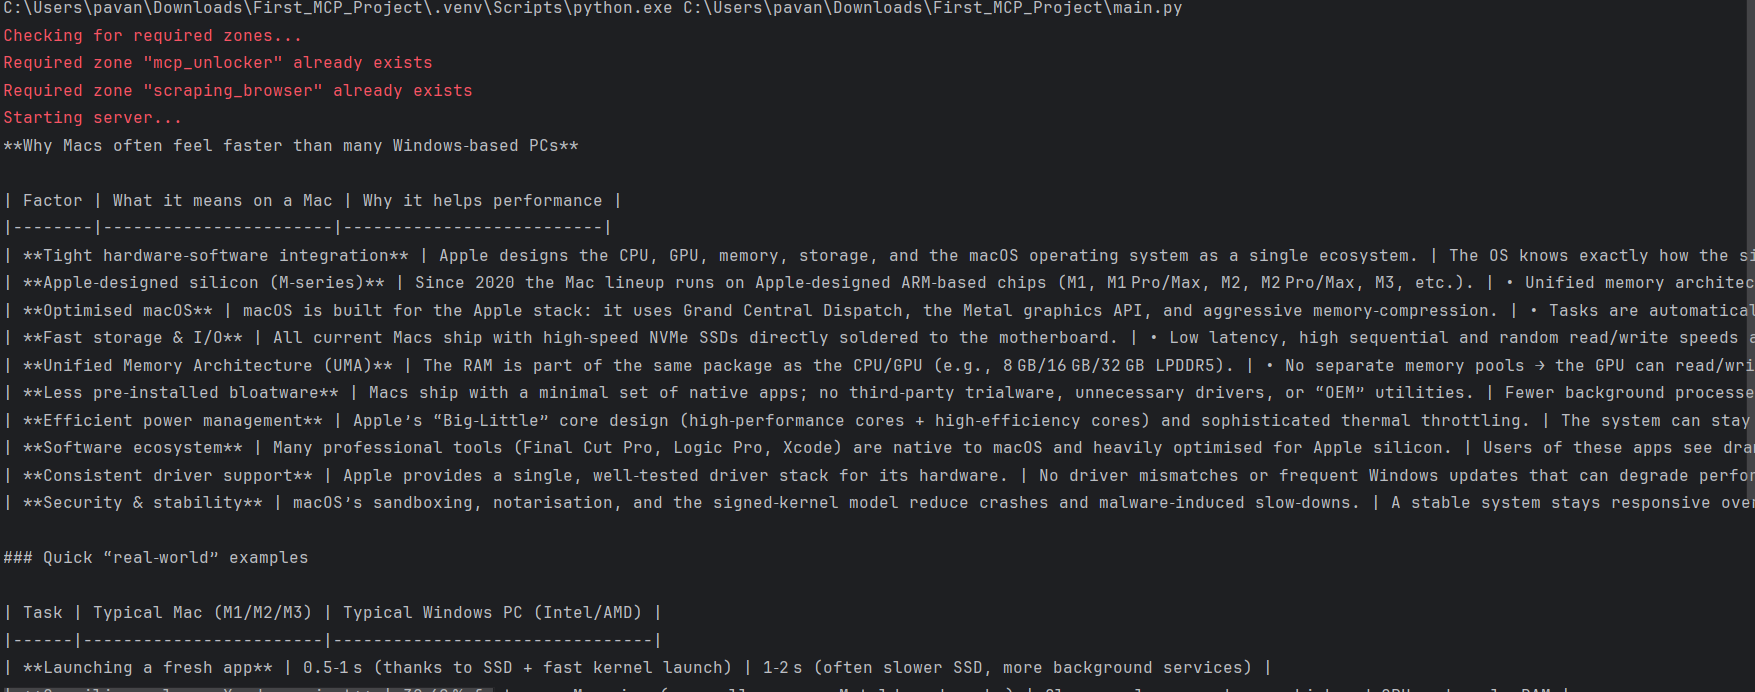 C:\Users\pavan\Downloads\First_MCP_Project\.venv\Scripts\python.exe C:\Users\pavan\Downloads\First_MCP_Project\main.py
Checking for required zones...
Required zone "mcp_unlocker" already exists
Required zone "scraping_browser" already exists
Starting server...
**Why Macs often feel faster than many Windows-based PCs**
| Factor | What it means on a Mac | Why it helps performance |
|--------|-----------------------|--------------------------|
| **Tight hardware-software integration** | Apple designs the CPU, GPU, memory, storage, and the macOS operating system as a single ecosystem. | The OS knows exactly how the
| **Apple-designed silicon (M-series)** | Since 2020 the Mac lineup runs on Apple-designed ARM-based chips (M1, M1 Pro/Max, M2, M2 Pro/Max, M3, etc.). | • Unified memory
| **Optimised macOS** | macOS is built for the Apple stack: it uses Grand Central Dispatch, the Metal graphics API, and aggressive memory-compression. | • Tasks are
| **Fast storage & I/O** | All current Macs ship with high-speed NVMe SSDs directly soldered to the motherboard. | • Low latency, high sequential and random read/write speeds
| **Unified Memory Architecture (UMA)** | The RAM is part of the same package as the CPU/GPU (e.g., 8 GB/16 GB/32 GB LPDDR5). | • No separate memory pools → the GPU can
| **Less pre-installed bloatware** | Macs ship with a minimal set of native apps; no third-party trialware, unnecessary drivers, or “OEM” utilities. | Fewer background
| **Efficient power management** | Apple’s “Big-Little” core design (high-performance cores + high-efficiency cores) and sophisticated thermal throttling. | The system can stay
| **Software ecosystem** | Many professional tools (Final Cut Pro, Logic Pro, Xcode) are native to macOS and heavily optimised for Apple silicon. | Users of these apps see
| **Consistent driver support** | Apple provides a single, well-tested driver stack for its hardware. | No driver mismatches or frequent Windows updates that can degrade
| **Security & stability** | macOS’s sandboxing, notarisation, and the signed-kernel model reduce crashes and malware-induced slow-downs. | A stable system stays responsive
### Quick “real-world” examples
| Task | Typical Mac (M1/M2/M3) | Typical Windows PC (Intel/AMD) |
|------|------------------------|--------------------------------|
| **Launching a fresh app** | 0.5-1 s (thanks to SSD + fast kernel launch) | 1-2 s (often slower SSD, more background services) |